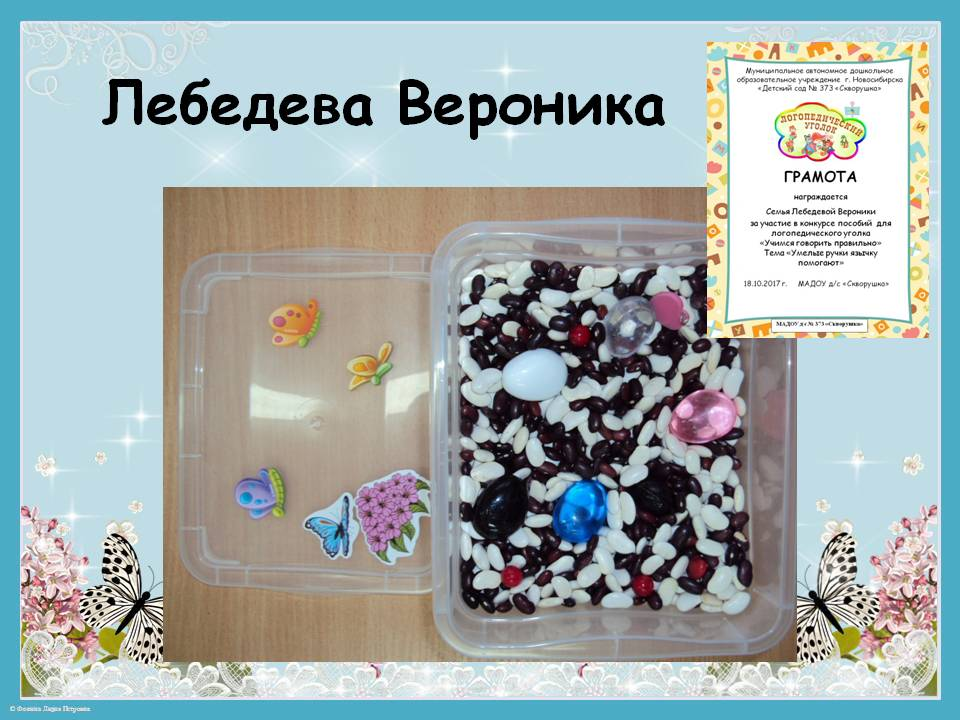 Лебедева Вероника
Муниципальное автономное дошкольное
образовательное учреждение г. Новосибирска
«Детский сад № 373 «Скворушка»
ЛОГОПЕДИЧЕСКИЙ
УГОЛОК
ГРАМОТА
награждается
Семья Лебедевой Вероники
за участие в конкурсе пособий для
логопедического уголка
«Учимся говорить правильно»
Тема «Умелые ручки язычку
помогают»
18.10.2017 г. МАДОУ д/с «Скворушка»
МАДОУ д/с № 373 «Скворушка»
© Фокина Лидия Петровна